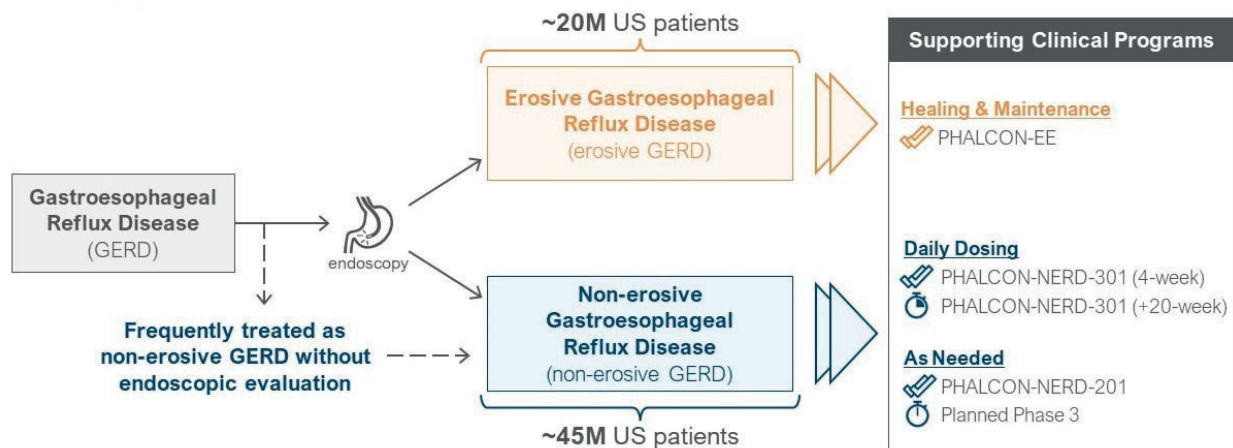 ~20M US patients
Erosive Gastroesophageal
Reflux Disease
(erosive GERD)
Gastroesophageal
Reflux Disease
(GERD)
endoscopy
Frequently treated as
non-erosive GERD without
endoscopic evaluation
Non-erosive
Gastroesophageal
Reflux Disease
(non-erosive GERD)
~45M US patients
Supporting Clinical Programs
Healing & Maintenance
PHALCON-EE
Daily Dosing
PHALCON-NERD-301 (4-week)
PHALCON-NERD-301 (+20-week)
As Needed
PHALCON-NERD-201
Planned Phase 3